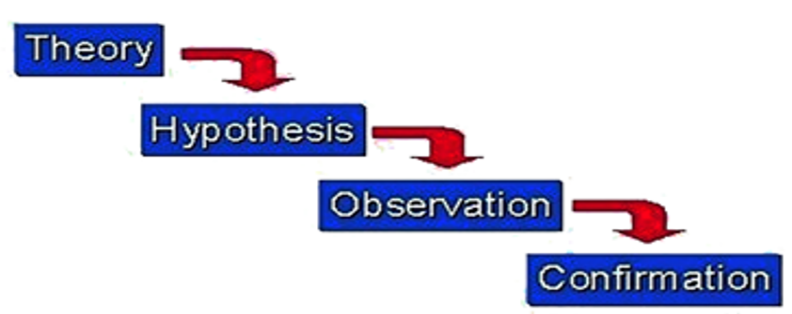 Theory
Hypothesis
Observation
Confirmation